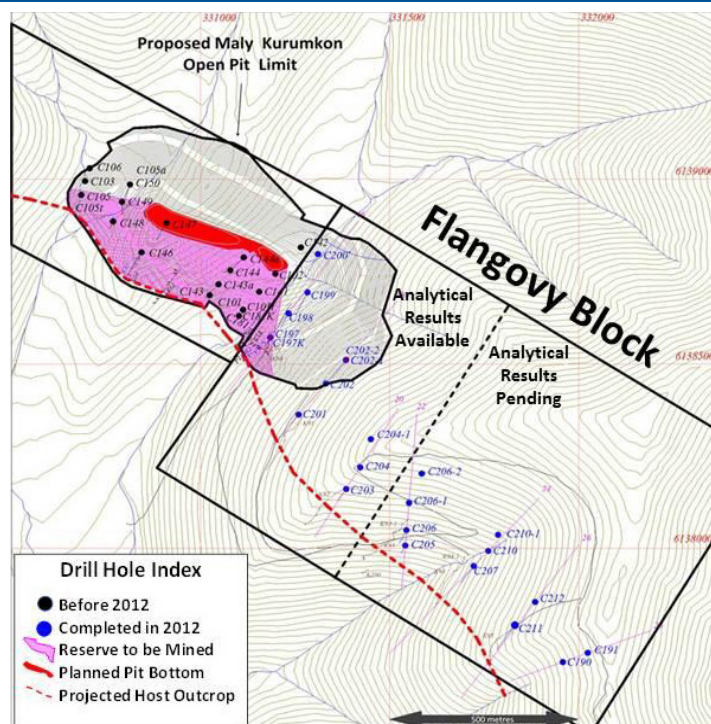 331000
331500
332000
Proposed Maly Kurumkon
Open Pit Limit
6139000
6138500
6138000
Flangovy Block
Analytical
Results
Available
Analytical
Results
Pending
C106
C105a
C103
C150
C105
C149
C105t
C148
C147
C146
C142
C200
C144
C102
C143a
C199
C143
C101
C198
C197
C197K
C202-2
C202
C201
C204-1
C204
C206-2
C203
C206-1
C206
C205
C210-1
C210
C207
C212
C211
C191
C190
20
22
24
26
Drill Hole Index
Before 2012
Completed in 2012
Reserve to be Mined
Planned Pit Bottom
Projected Host Outcrop
500 metres